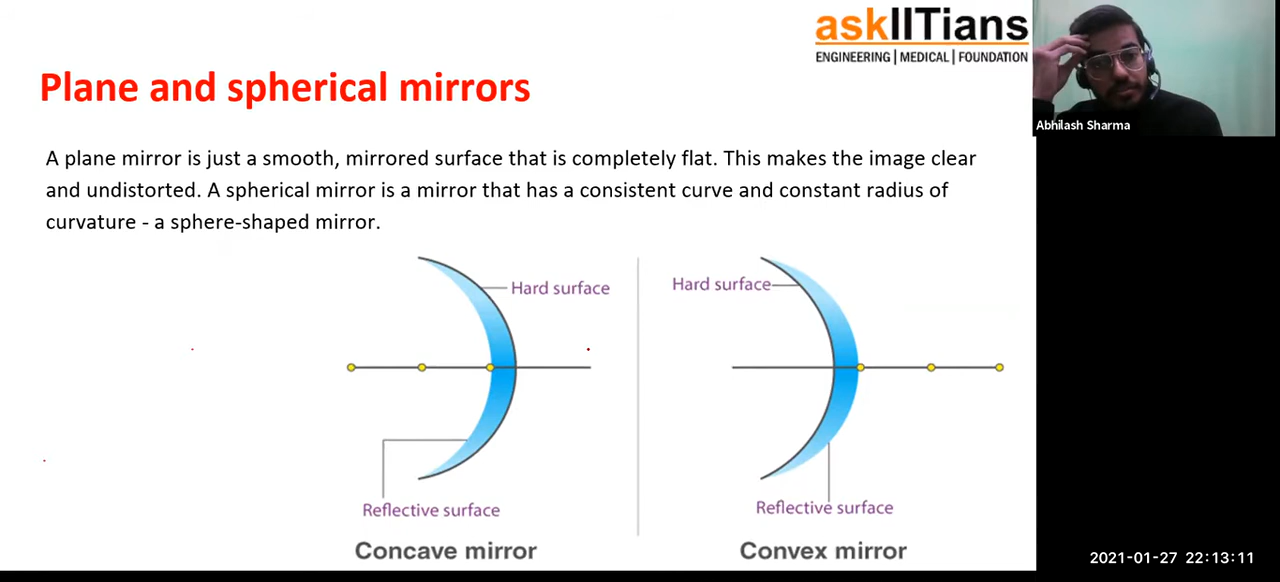 askIITians
ENGINEERING | MEDICAL | FOUNDATION
Abhilash Sharma
Plane and spherical mirrors
A plane mirror is just a smooth, mirrored surface that is completely flat. This makes the image clear
and undistorted. A spherical mirror is a mirror that has a consistent curve and constant radius of
curvature - a sphere-shaped mirror.
Hard surface
Reflective surface
Concave mirror
Hard surface
Reflective surface
Convex mirror
2021-01-27 22:13:11